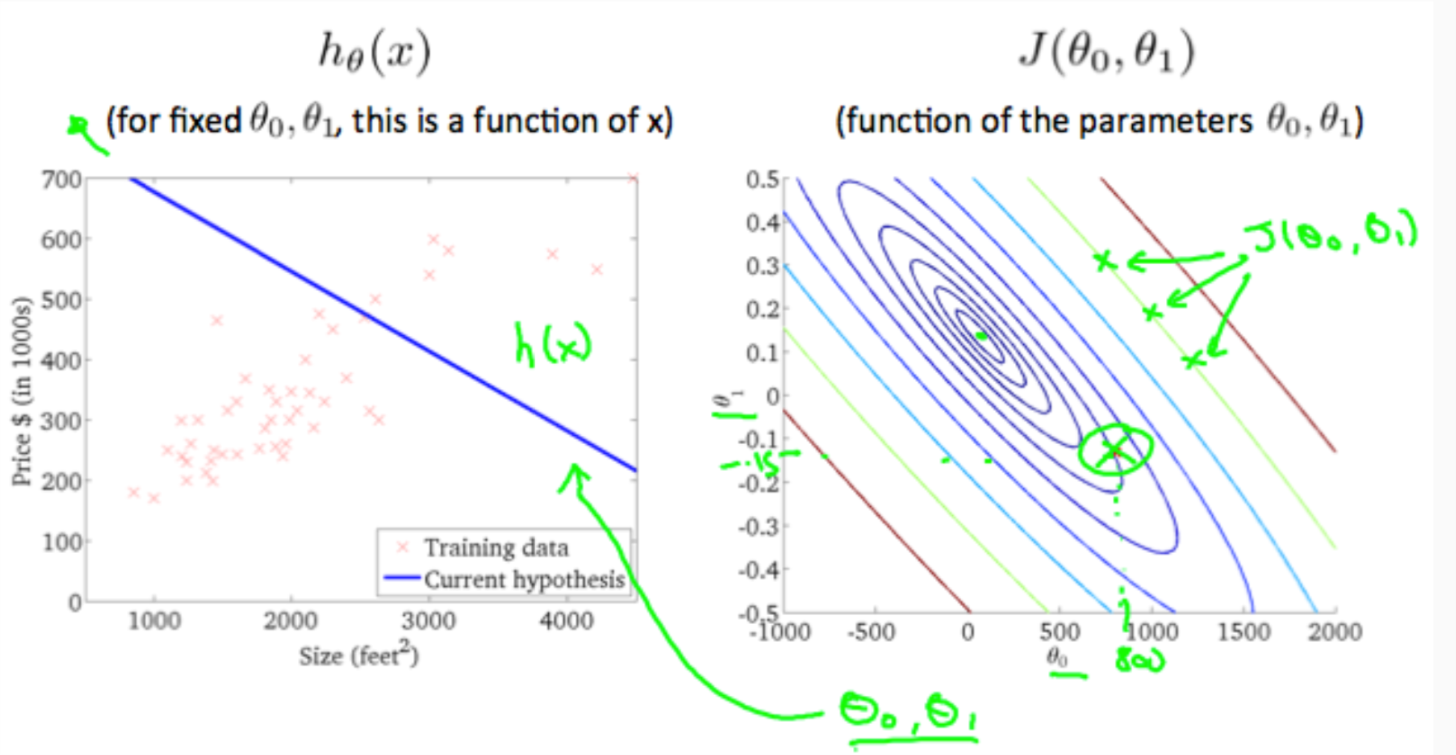 h_θ(x)
(for fixed θ₀, θ₁, this is a function of x)
700
600
500
400
300
200
100
0
Price $ (in 1000s)
h(x)
× Training data
Current hypothesis
1000 2000 3000 4000
Size (feet²)
θ₀, θ₁
J(θ₀, θ₁)
(function of the parameters θ₀, θ₁)
0.5
0.4
0.3
0.2
0.1
0
-0.1
-0.2
-0.3
-0.4
-0.5
θ₁
-.15
J(θ₀, θ₁)
-1000 -500 0 500 1000 1500 2000
θ₀
800